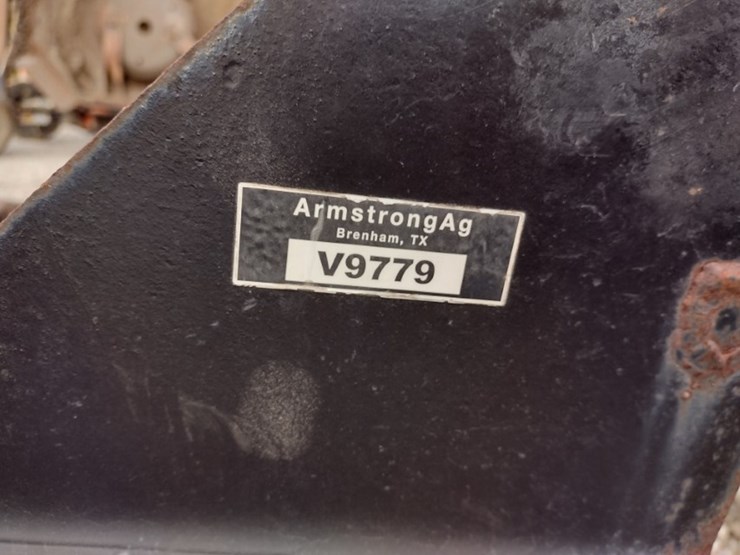 ArmstrongAg
Brenham, TX
V9779